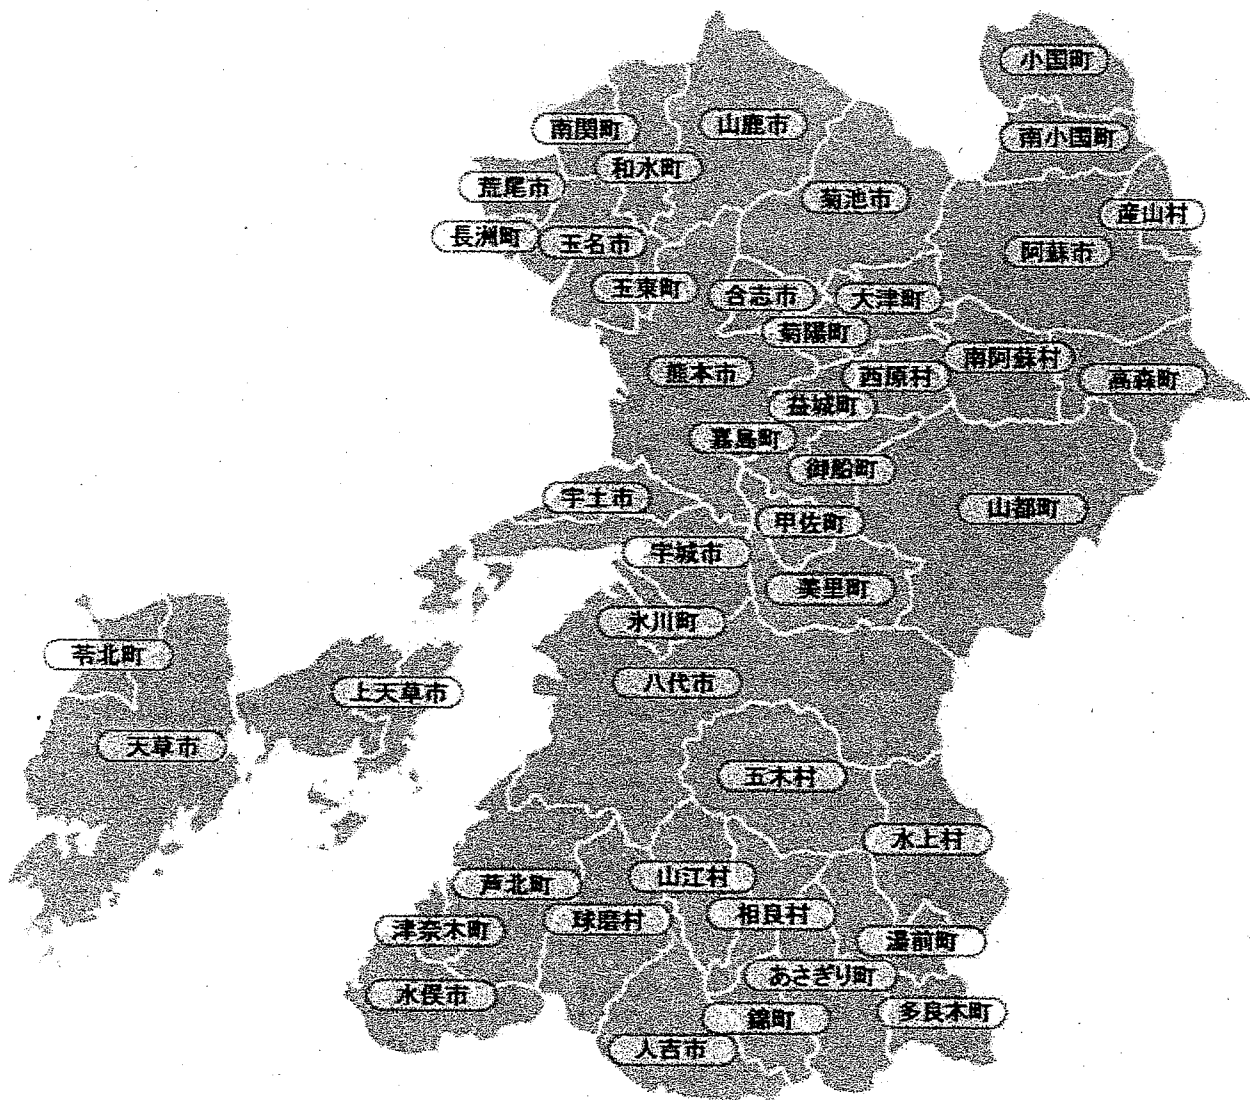 小国町
山鹿市
南関町
南小国町
和水町
荒尾市
菊池市
産山村
長洲町
玉名市
阿蘇市
玉東町
合志市
大津町
菊陽町
南阿蘇村
熊本市
西原村
高森町
益城町
嘉島町
御船町
宇土市
山都町
甲佐町
宇城市
美里町
氷川町
苓北町
八代市
上天草市
天草市
五木村
水上村
芦北町
山江村
球磨村
相良村
津奈木町
湯前町
あさぎり町
水俣市
多良木町
錦町
人吉市